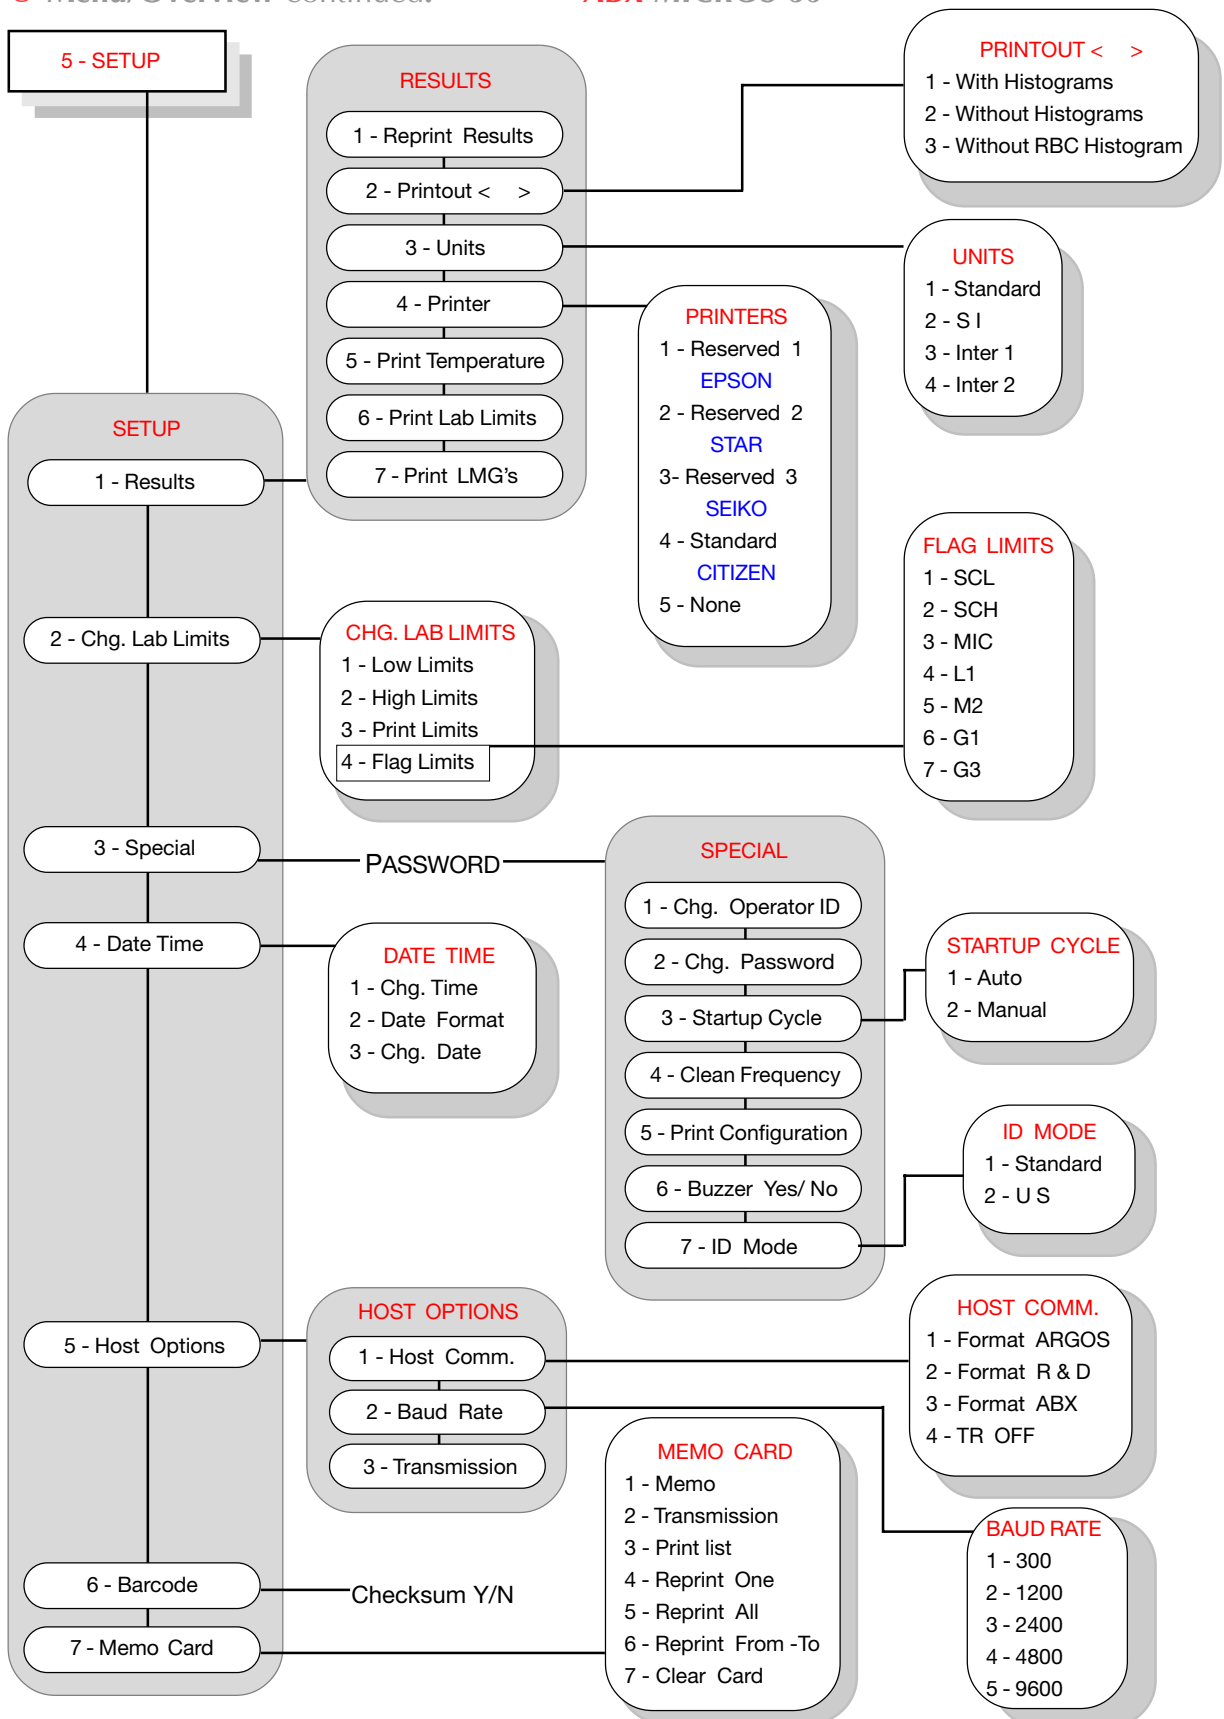 Menu/Overview continued.
ABX MICROS 60
5 - SETUP
RESULTS
1 - Reprint Results
2 - Printout < >
3 - Units
4 - Printer
5 - Print Temperature
6 - Print Lab Limits
7 - Print LMG's
PRINTOUT < >
1 - With Histograms
2 - Without Histograms
3 - Without RBC Histogram
UNITS
1 - Standard
2 - S I
3 - Inter 1
4 - Inter 2
PRINTERS
1 - Reserved 1
EPSON
2 - Reserved 2
STAR
3- Reserved 3
SEIKO
4 - Standard
CITIZEN
5 - None
SETUP
1 - Results
2 - Chg. Lab Limits
3 - Special
4 - Date Time
5 - Host Options
6 - Barcode
7 - Memo Card
CHG. LAB LIMITS
1 - Low Limits
2 - High Limits
3 - Print Limits
4 - Flag Limits
FLAG LIMITS
1 - SCL
2 - SCH
3 - MIC
4 - L1
5 - M2
6 - G1
7 - G3
PASSWORD
SPECIAL
1 - Chg. Operator ID
2 - Chg. Password
3 - Startup Cycle
4 - Clean Frequency
5 - Print Configuration
6 - Buzzer Yes/ No
7 - ID Mode
STARTUP CYCLE
1 - Auto
2 - Manual
DATE TIME
1 - Chg. Time
2 - Date Format
3 - Chg. Date
ID MODE
1 - Standard
2 - U S
HOST OPTIONS
1 - Host Comm.
2 - Baud Rate
3 - Transmission
HOST COMM.
1 - Format ARGOS
2 - Format R & D
3 - Format ABX
4 - TR OFF
BAUD RATE
1 - 300
2 - 1200
3 - 2400
4 - 4800
5 - 9600
Checksum Y/N
MEMO CARD
1 - Memo
2 - Transmission
3 - Print list
4 - Reprint One
5 - Reprint All
6 - Reprint From -To
7 - Clear Card